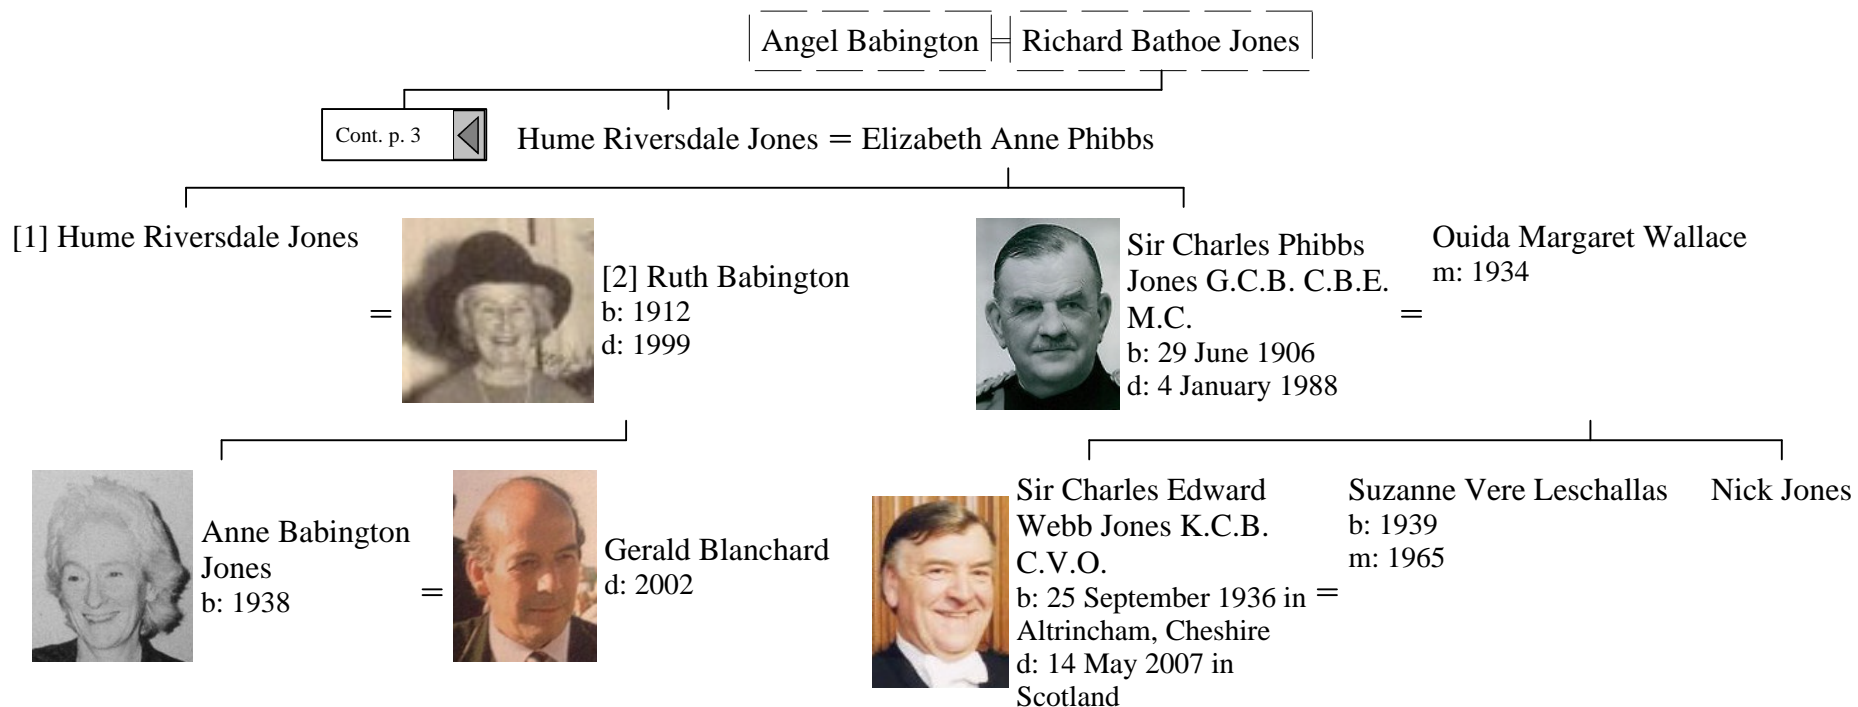 Angel Babington = Richard Bathoe Jones
Cont. p. 3
Hume Riversdale Jones = Elizabeth Anne Phibbs
[1] Hume Riversdale Jones
=
[2] Ruth Babington
b: 1912
d: 1999
Sir Charles Phibbs
Jones G.C.B. C.B.E.
M.C.
b: 29 June 1906
d: 4 January 1988
=
Ouida Margaret Wallace
m: 1934
Anne Babington
Jones
b: 1938
=
Gerald Blanchard
d: 2002
Sir Charles Edward
Webb Jones K.C.B.
C.V.O.
b: 25 September 1936 in
Altrincham, Cheshire
d: 14 May 2007 in
Scotland
=
Suzanne Vere Leschallas
b: 1939
m: 1965
Nick Jones